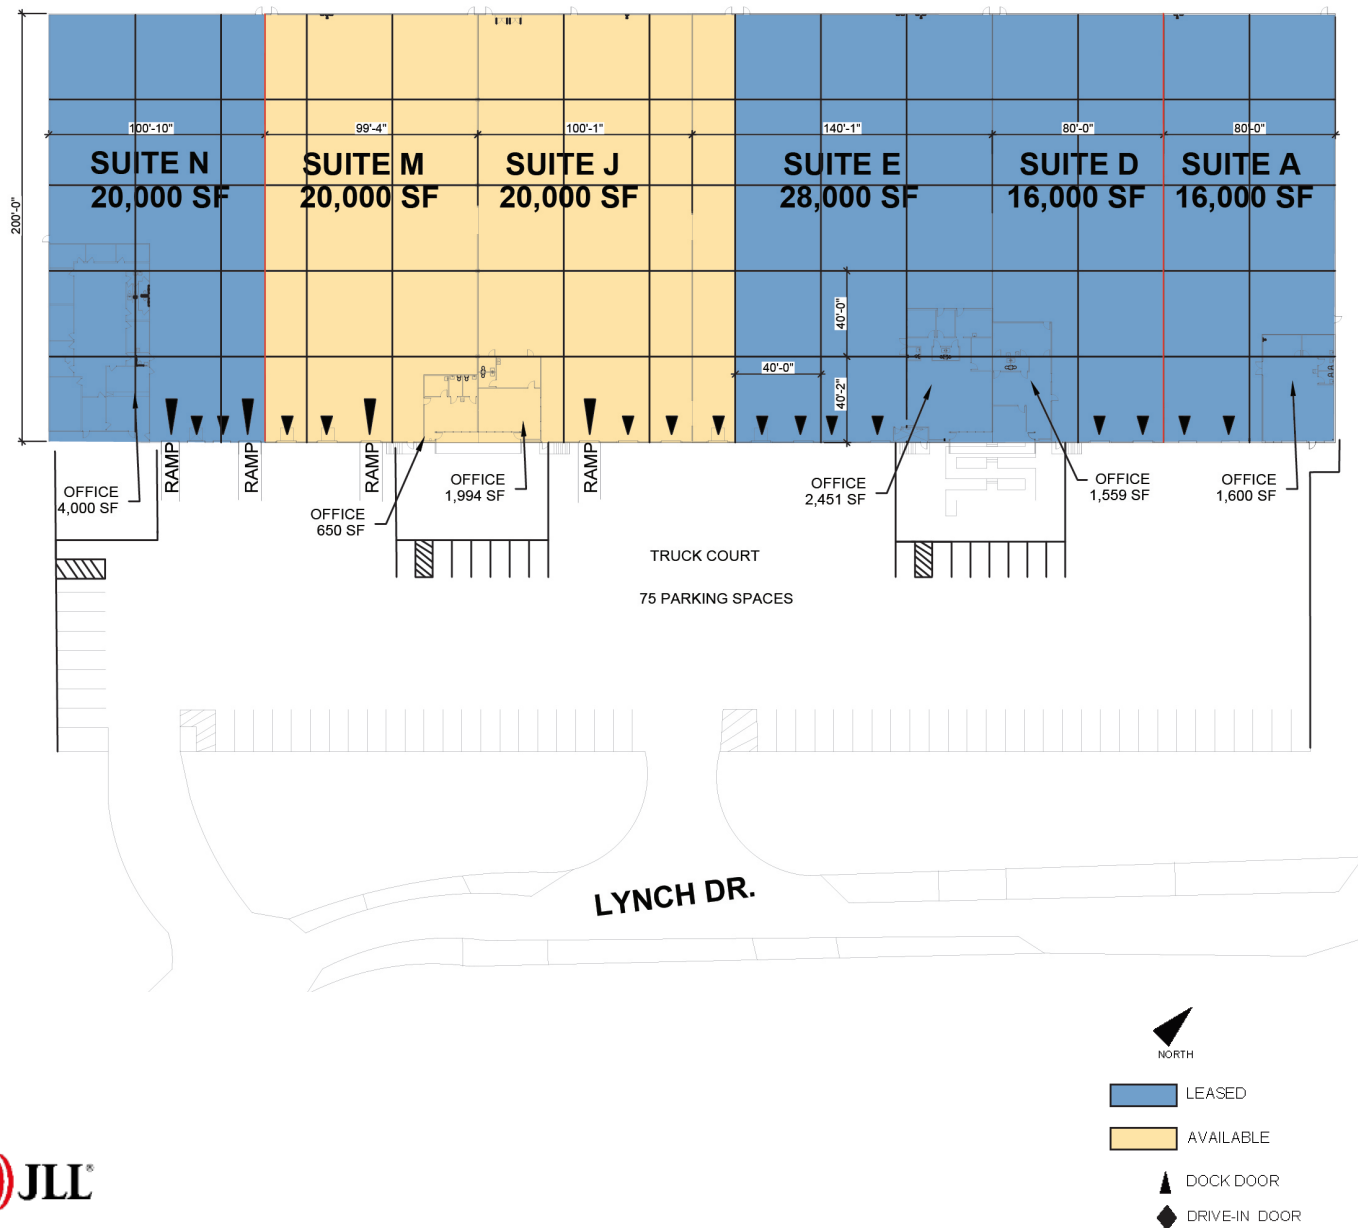 100'-10"
99'-4"
100'-1"
140'-1"
80'-0"
80'-0"
SUITE N
20,000 SF
SUITE M
20,000 SF
SUITE J
20,000 SF
SUITE E
28,000 SF
SUITE D
16,000 SF
SUITE A
16,000 SF
200'-0"
40'-0"
40'-0"
40'-2"
RAMP
RAMP
RAMP
RAMP
OFFICE
4,000 SF
OFFICE
650 SF
OFFICE
1,994 SF
OFFICE
2,451 SF
OFFICE
1,559 SF
OFFICE
1,600 SF
TRUCK COURT
75 PARKING SPACES
LYNCH DR.
NORTH
LEASED
AVAILABLE
DOCK DOOR
DRIVE-IN DOOR
JLL®